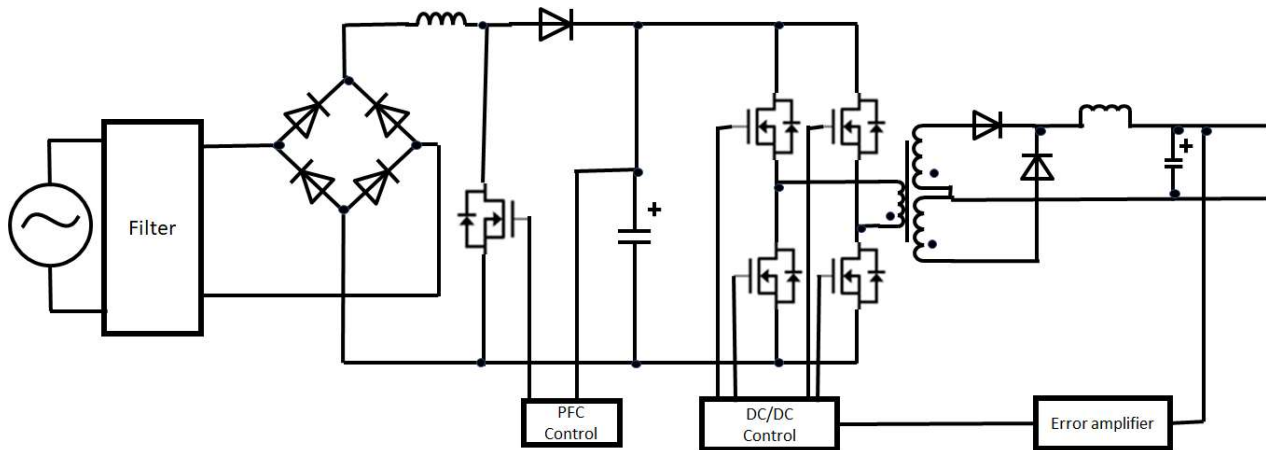 Filter
+
+
PFC
Control
DC/DC
Control
Error amplifier